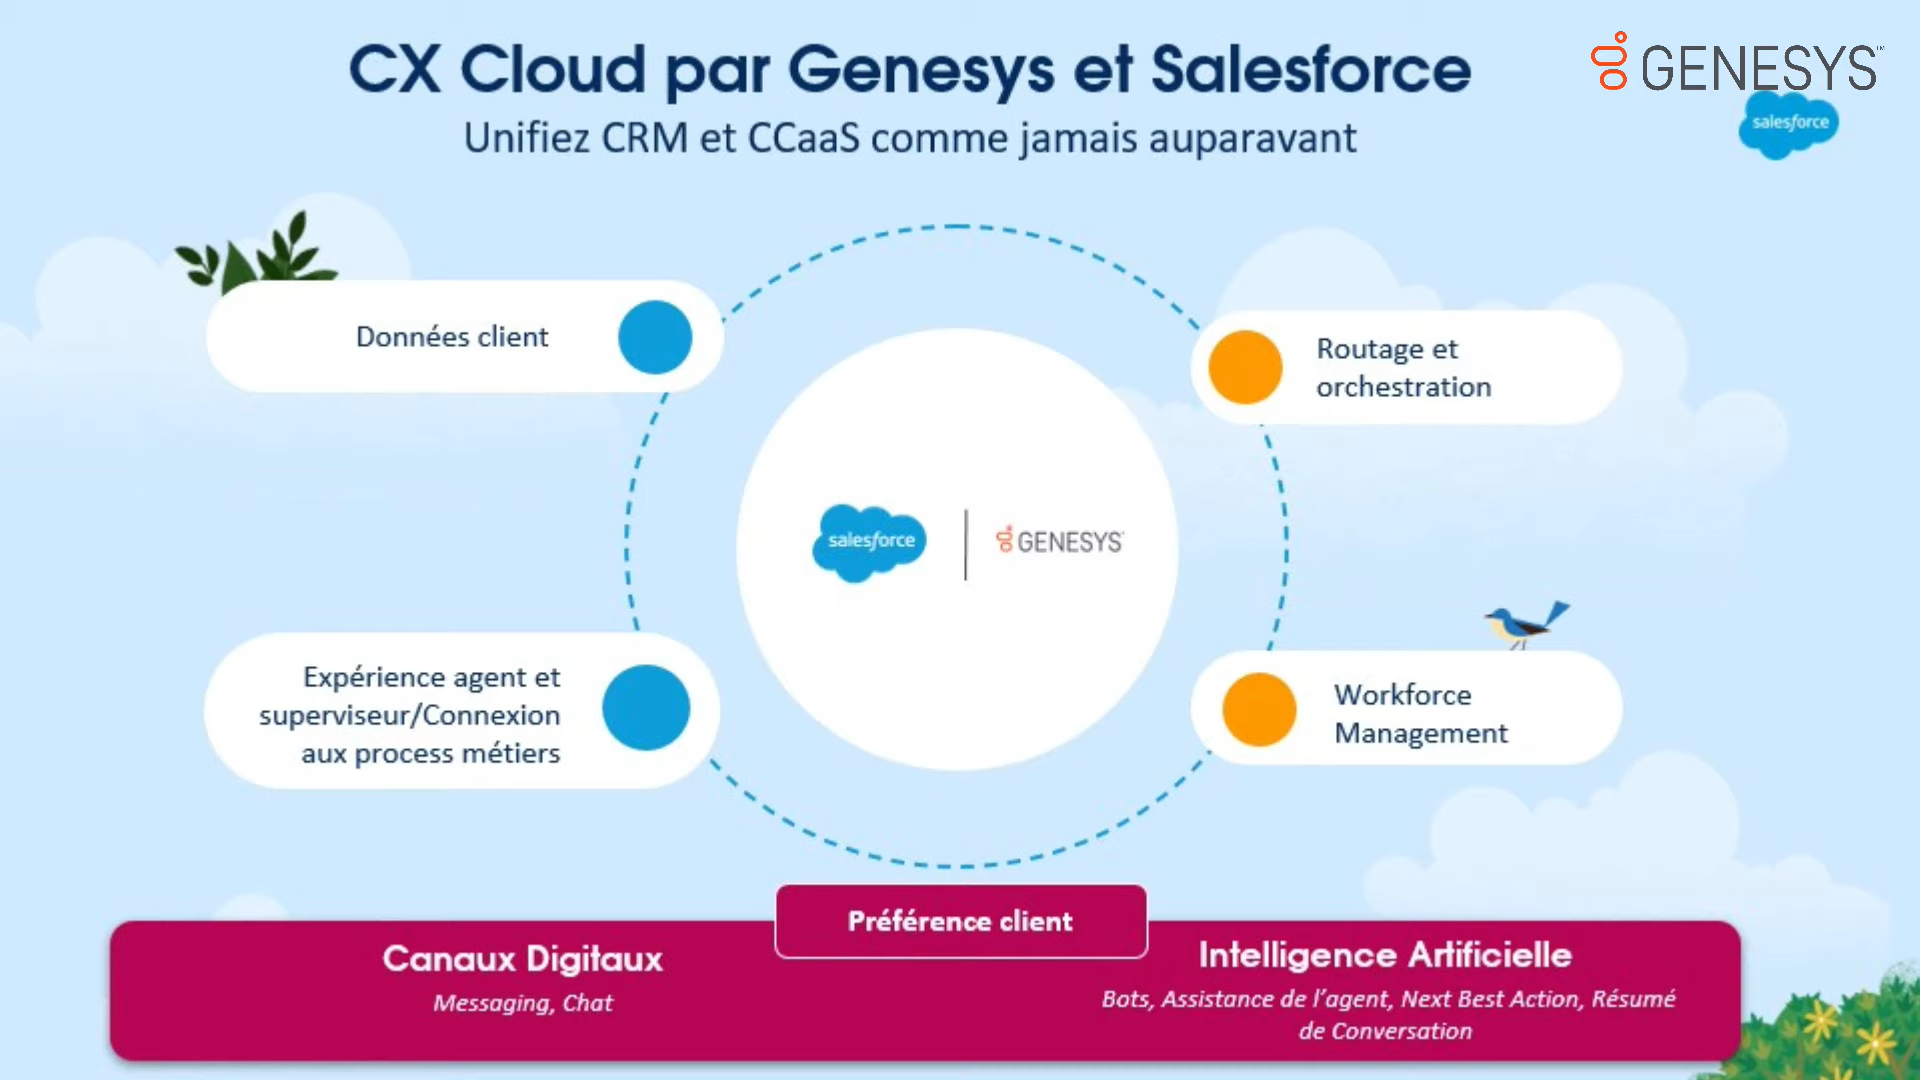 CX Cloud par Genesys et Salesforce
Unifiez CRM et CCaaS comme jamais auparavant
GENESYS™
salesforce
Données client
Routage et
orchestration
salesforce
GENESYS
Expérience agent et
superviseur/Connexion
aux process métiers
Workforce
Management
Préférence client
Canaux Digitaux
Messaging, Chat
Intelligence Artificielle
Bots, Assistance de l'agent, Next Best Action, Résumé
de Conversation